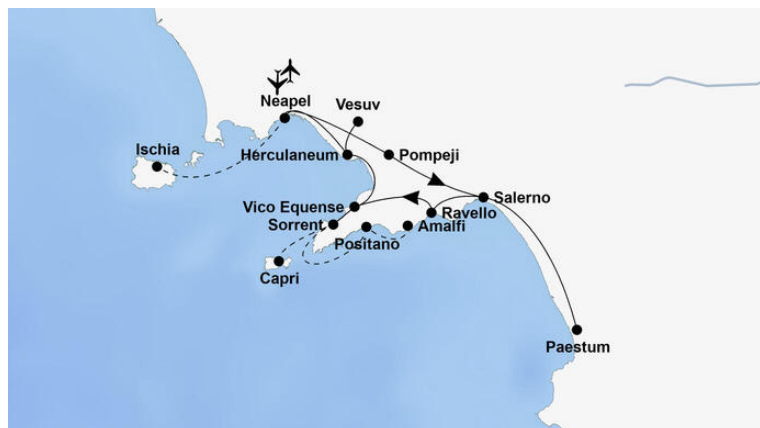 Neapel
Vesuv
Ischia
Herculaneum
Pompeji
Vico Equense
Salerno
Sorrent
Ravello
Positano
Amalfi
Capri
Paestum